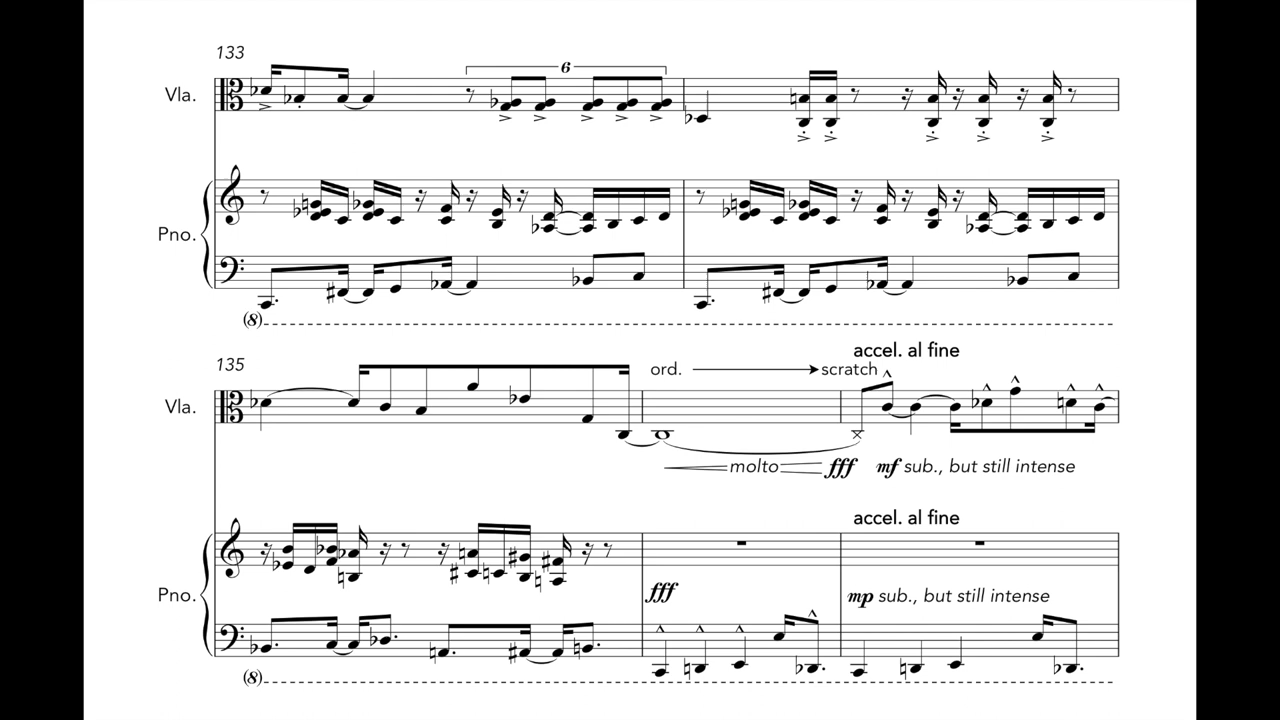 133
Vla.
6
Pno.
(8)
accel. al fine
135
ord.
scratch
Vla.
molto
fff
mf sub., but still intense
accel. al fine
Pno.
fff
mp sub., but still intense
(8)